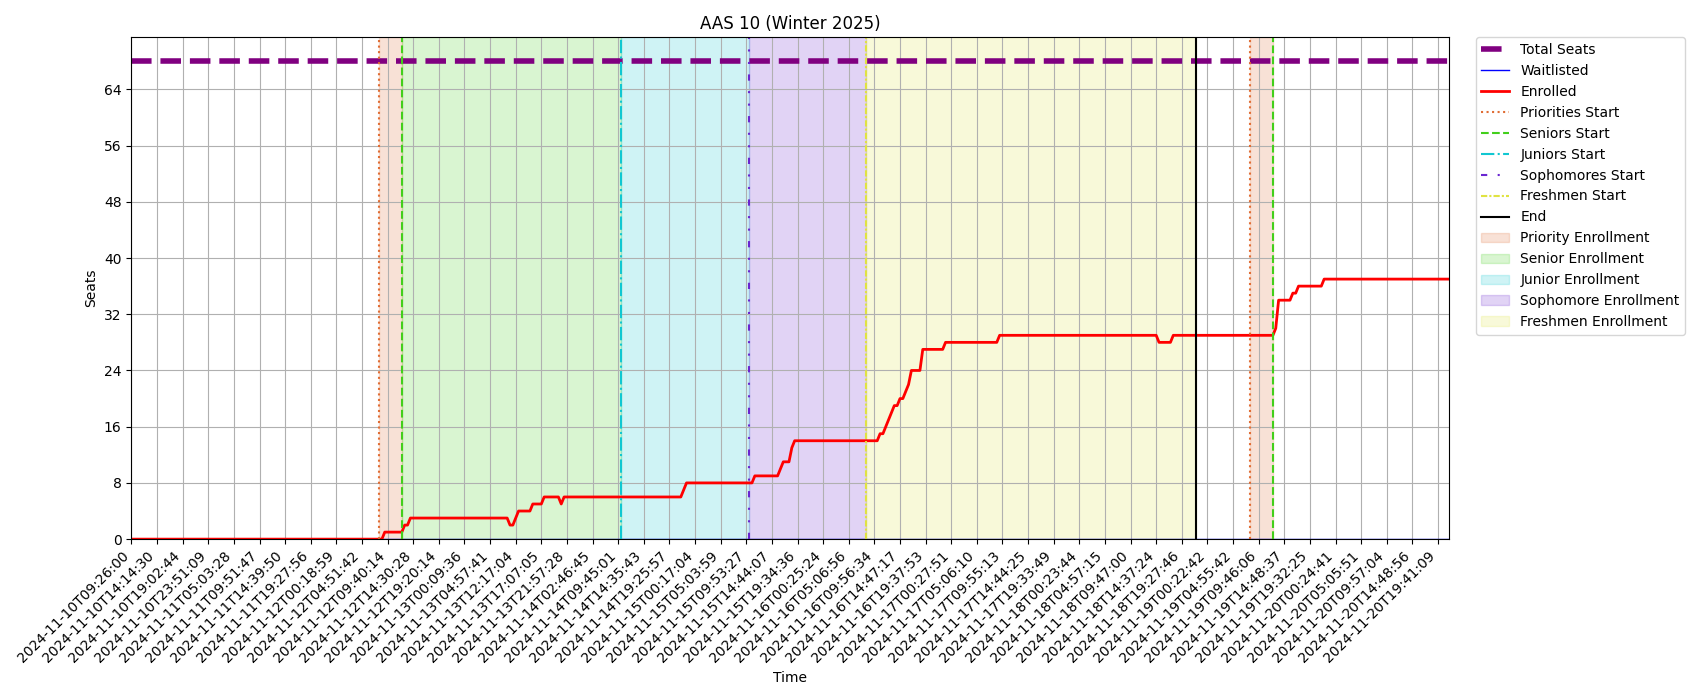 AAS 10 (Winter 2025)
Total Seats
Waitlisted
Enrolled
Priorities Start
Seniors Start
Juniors Start
Sophomores Start
Freshmen Start
End
Priority Enrollment
Senior Enrollment
Junior Enrollment
Sophomore Enrollment
Freshmen Enrollment
Seats
64
56
48
40
32
24
16
8
0
2024-11-10T09:26:00
2024-11-10T14:14:30
2024-11-10T19:02:44
2024-11-10T23:51:09
2024-11-11T05:03:28
2024-11-11T09:51:47
2024-11-11T14:39:50
2024-11-11T19:27:56
2024-11-12T00:18:59
2024-11-12T04:51:42
2024-11-12T09:40:14
2024-11-12T14:30:28
2024-11-12T19:20:14
2024-11-13T00:09:36
2024-11-13T04:57:41
2024-11-13T12:17:04
2024-11-13T17:07:05
2024-11-13T21:57:28
2024-11-14T02:46:45
2024-11-14T09:45:01
2024-11-14T14:35:43
2024-11-14T19:25:57
2024-11-15T00:17:04
2024-11-15T05:03:59
2024-11-15T09:53:27
2024-11-15T14:44:07
2024-11-15T19:34:36
2024-11-16T00:25:24
2024-11-16T05:06:56
2024-11-16T09:56:34
2024-11-16T14:47:17
2024-11-16T19:37:53
2024-11-17T00:27:51
2024-11-17T05:06:10
2024-11-17T09:55:13
2024-11-17T14:44:25
2024-11-17T19:33:49
2024-11-18T00:23:44
2024-11-18T04:57:15
2024-11-18T09:47:00
2024-11-18T14:37:24
2024-11-18T19:27:46
2024-11-19T00:22:42
2024-11-19T04:55:42
2024-11-19T09:46:06
2024-11-19T14:48:37
2024-11-19T19:32:25
2024-11-20T00:24:41
2024-11-20T05:05:51
2024-11-20T09:57:04
2024-11-20T14:48:56
2024-11-20T19:41:09
Time